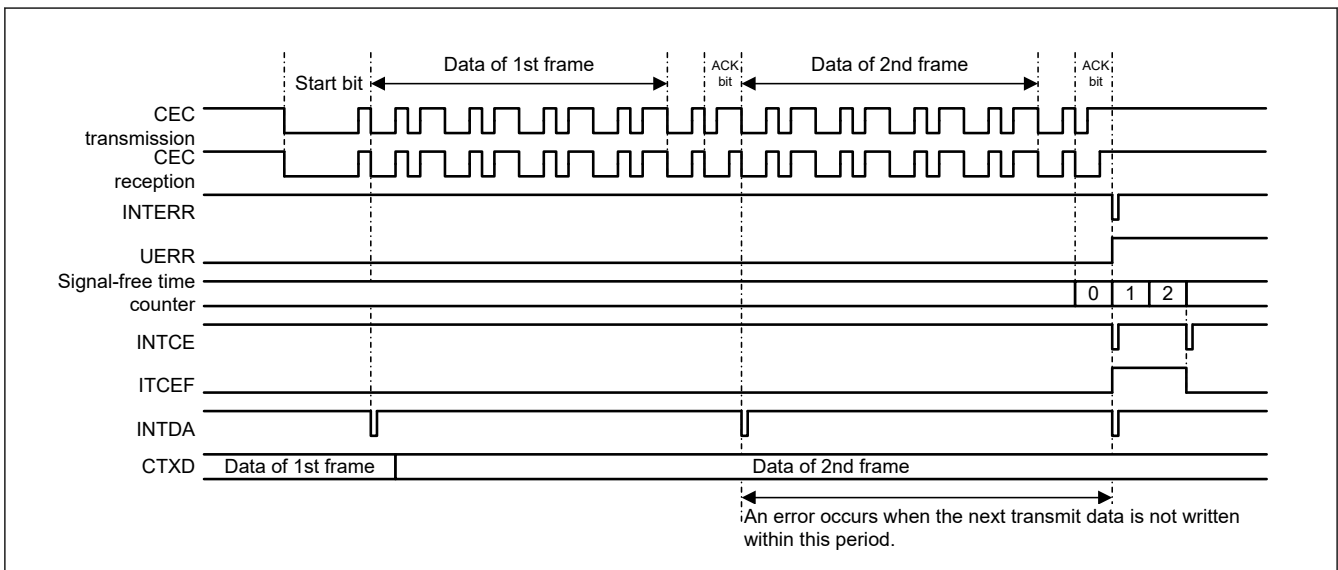 Start bit
Data of 1st frame
ACK
bit
Data of 2nd frame
ACK
bit
CEC
transmission
CEC
reception
INTERR
UERR
Signal-free time
counter
0 1 2
INTCE
ITCEF
INTDA
CTXD
Data of 1st frame
Data of 2nd frame
An error occurs when the next transmit data is not written
within this period.